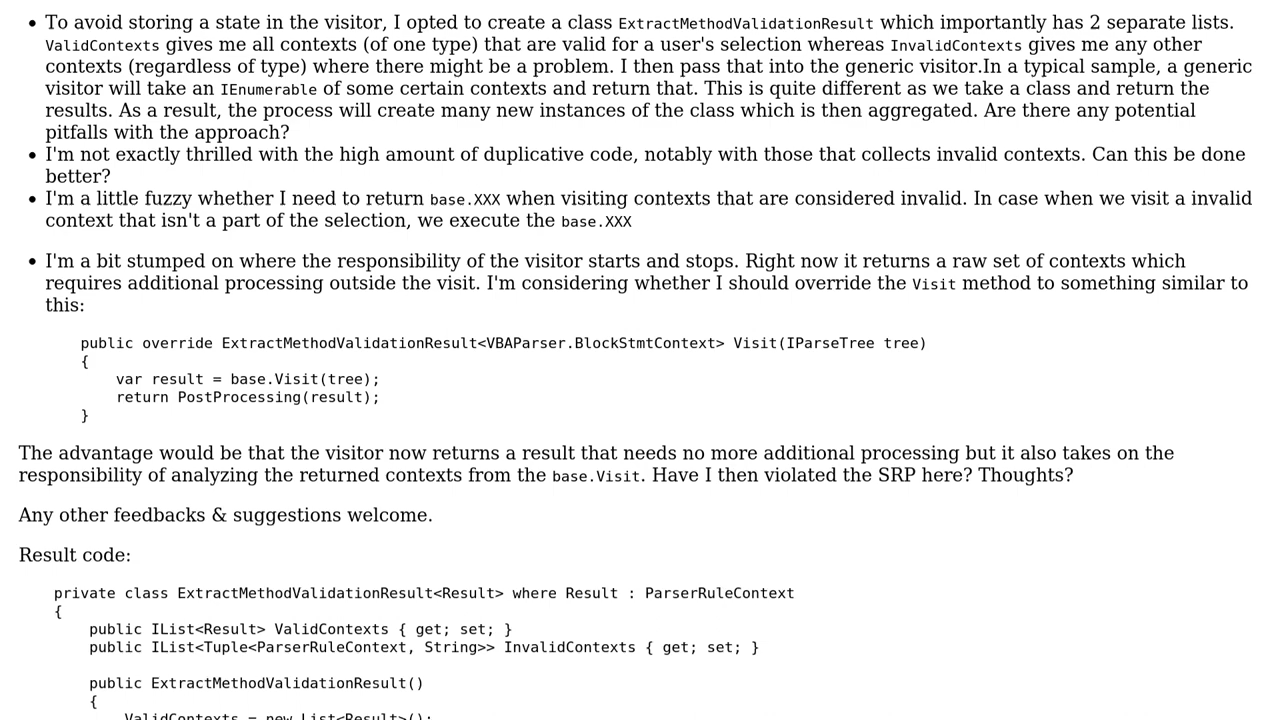 • To avoid storing a state in the visitor, I opted to create a class ExtractMethodValidationResult which importantly has 2 separate lists.
ValidContexts gives me all contexts (of one type) that are valid for a user's selection whereas InvalidContexts gives me any other
contexts (regardless of type) where there might be a problem. I then pass that into the generic visitor.In a typical sample, a generic
visitor will take an IEnumerable of some certain contexts and return that. This is quite different as we take a class and return the
results. As a result, the process will create many new instances of the class which is then aggregated. Are there any potential
pitfalls with the approach?
• I'm not exactly thrilled with the high amount of duplicative code, notably with those that collects invalid contexts. Can this be done
better?
• I'm a little fuzzy whether I need to return base.XXX when visiting contexts that are considered invalid. In case when we visit a invalid
context that isn't a part of the selection, we execute the base.XXX
• I'm a bit stumped on where the responsibility of the visitor starts and stops. Right now it returns a raw set of contexts which
requires additional processing outside the visit. I'm considering whether I should override the Visit method to something similar to
this:
public override ExtractMethodValidationResult<VBAParser.BlockStmtContext> Visit(IParseTree tree)
{
    var result = base.Visit(tree);
    return PostProcessing(result);
}
The advantage would be that the visitor now returns a result that needs no more additional processing but it also takes on the
responsibility of analyzing the returned contexts from the base.Visit. Have I then violated the SRP here? Thoughts?
Any other feedbacks & suggestions welcome.
Result code:
private class ExtractMethodValidationResult<Result> where Result : ParserRuleContext
{
    public IList<Result> ValidContexts { get; set; }
    public IList<Tuple<ParserRuleContext, String>> InvalidContexts { get; set; }
    public ExtractMethodValidationResult()
    {
        ValidContexts = new List<Result>();